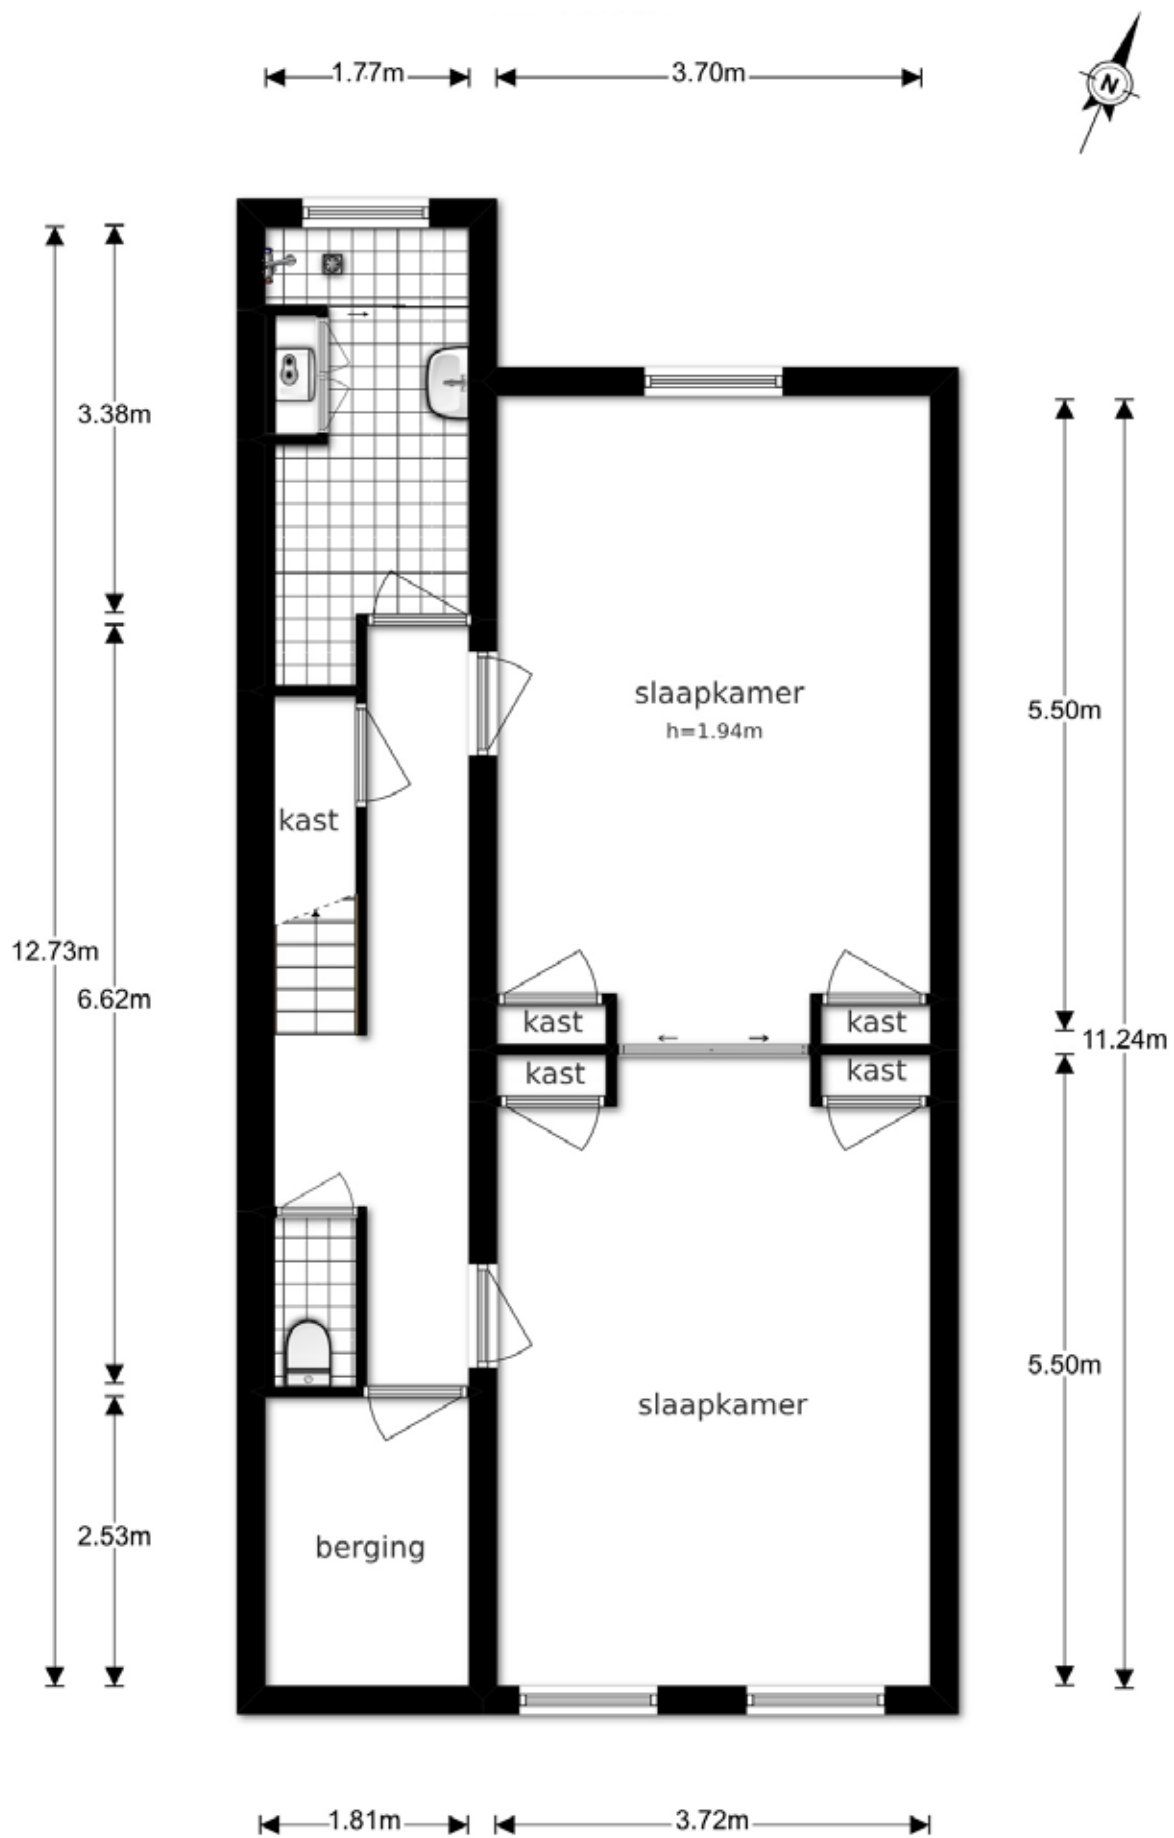 1.77m
3.70m
N
3.38m
slaapkamer
h=1.94m
5.50m
kast
12.73m
6.62m
kast
kast
11.24m
kast
kast
5.50m
slaapkamer
2.53m
berging
1.81m
3.72m